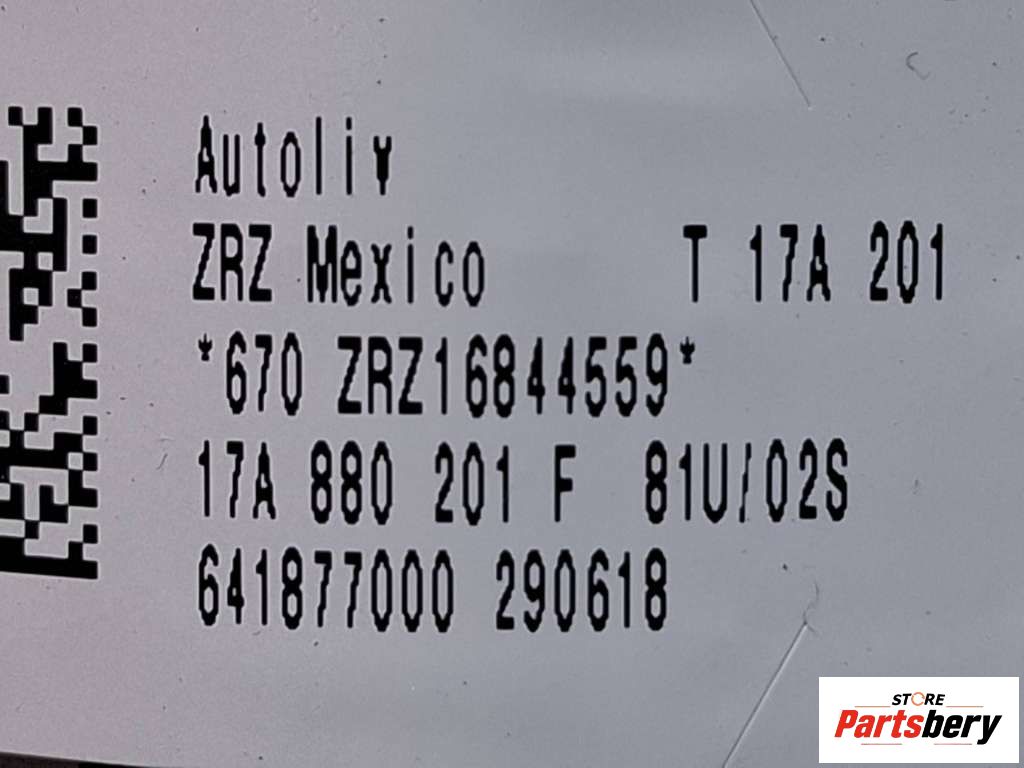 Autoliv
ZRZ Mexico T 17A 201
*670 ZRZ16844559*
17A 880 201 F 81U/02S
641877000 290618
STORE
Partsbery